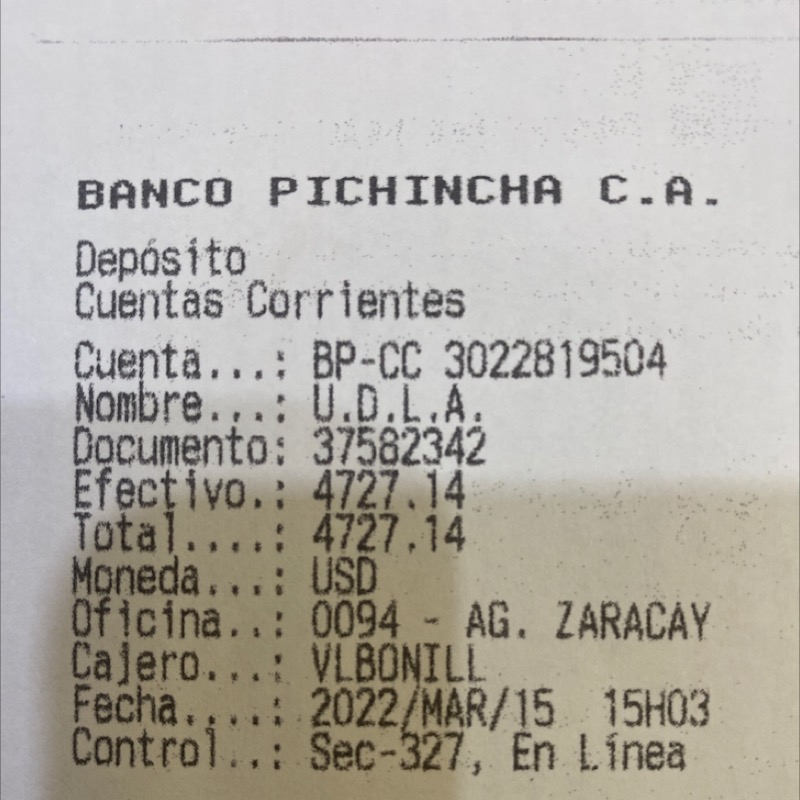 BANCO PICHINCHA C.A.
Depósito
Cuentas Corrientes
Cuenta...: BP-CC 3022819504
Nombre...: U.D.L.A.
Documento: 37582342
Efectivo.: 4727.14
Total....: 4727.14
Moneda...: USD
Oficina..: 0094 - AG. ZARACAY
Cajero...: VLBONILL
Fecha....: 2022/MAR/15  15H03
Control..: Sec-327, En Línea